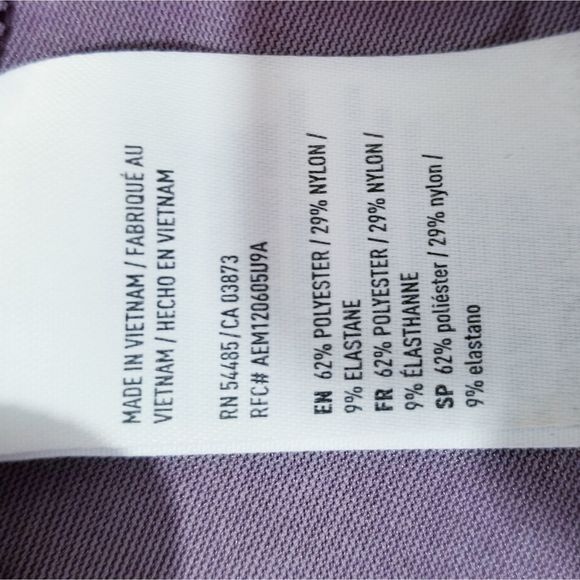 MADE IN VIETNAM / FABRIQUÉ AU
VIETNAM / HECHO EN VIETNAM
RN 54485 / CA 03873
RFC# AEM120605U9A
EN 62% POLYESTER / 29% NYLON /
9% ELASTANE
FR 62% POLYESTER / 29% NYLON /
9% ÉLASTHANNE
SP 62% poliéster / 29% nylon /
9% elastano